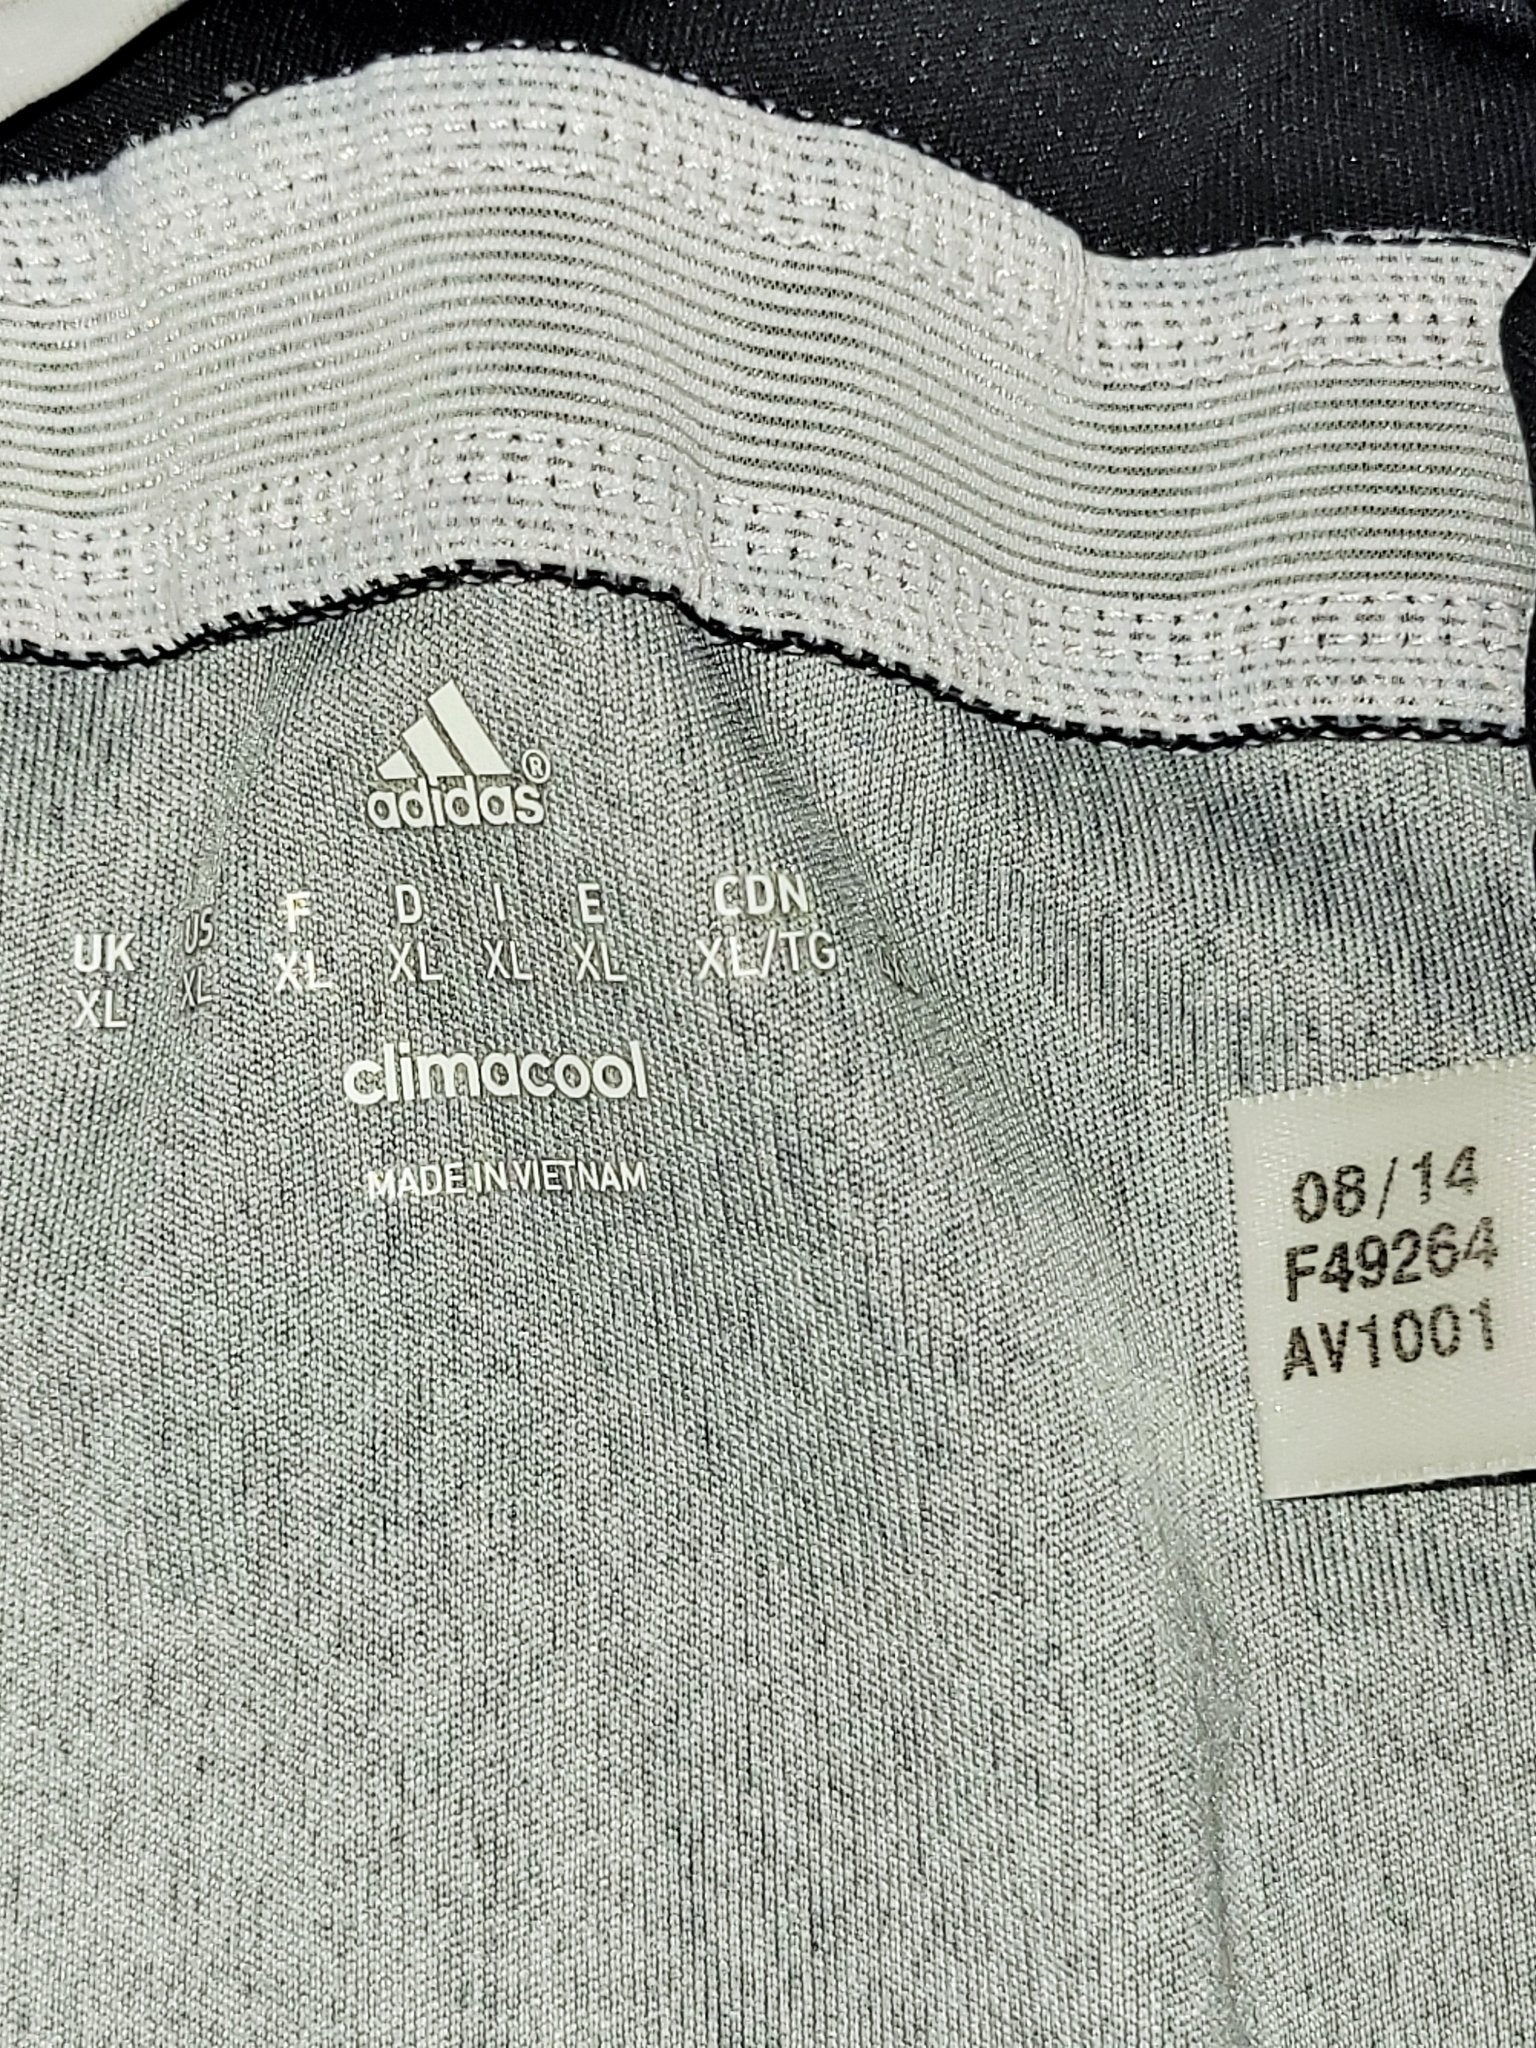 adidas®
UK US F D I E CDN
XL XL XL XL XL XL XL/TG
climacool
MADE IN VIETNAM
08/14
F49264
AV1001